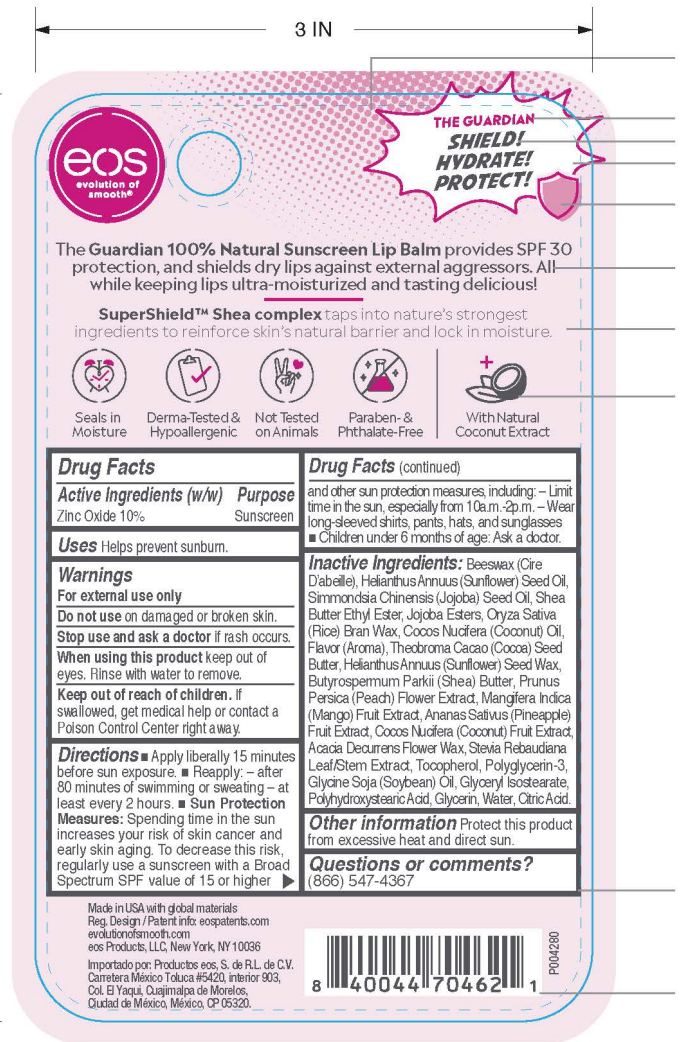 3 IN
THE GUARDIAN
SHIELD!
HYDRATE!
PROTECT!
eos
evolution of
smooth®
The Guardian 100% Natural Sunscreen Lip Balm provides SPF 30
protection, and shields dry lips against external aggressors. All
while keeping lips ultra-moisturized and tasting delicious!
SuperShield™ Shea complex taps into nature's strongest
ingredients to reinforce skin's natural barrier and lock in moisture.
Seals in
Moisture
Derma-Tested &
Hypoallergenic
Not Tested
on Animals
Paraben- &
Phthalate-Free
With Natural
Coconut Extract
Drug Facts
Active Ingredients (w/w) Purpose
Zinc Oxide 10% Sunscreen
Uses Helps prevent sunburn.
Warnings
For external use only
Do not use on damaged or broken skin.
Stop use and ask a doctor if rash occurs.
When using this product keep out of
eyes. Rinse with water to remove.
Keep out of reach of children. If
swallowed, get medical help or contact a
Poison Control Center right away.
Directions ■ Apply liberally 15 minutes
before sun exposure. ■ Reapply: – after
80 minutes of swimming or sweating – at
least every 2 hours. ■ Sun Protection
Measures: Spending time in the sun
increases your risk of skin cancer and
early skin aging. To decrease this risk,
regularly use a sunscreen with a Broad
Spectrum SPF value of 15 or higher ▶
Drug Facts (continued)
and other sun protection measures, including: – Limit
time in the sun, especially from 10a.m.-2p.m. – Wear
long-sleeved shirts, pants, hats, and sunglasses
■ Children under 6 months of age: Ask a doctor.
Inactive Ingredients: Beeswax (Cire
D'abeille), Helianthus Annuus (Sunflower) Seed Oil,
Simmondsia Chinensis (Jojoba) Seed Oil, Shea
Butter Ethyl Ester, Jojoba Esters, Oryza Sativa
(Rice) Bran Wax, Cocos Nucifera (Coconut) Oil,
Flavor (Aroma), Theobroma Cacao (Cocoa) Seed
Butter, Helianthus Annuus (Sunflower) Seed Wax,
Butyrospermum Parkii (Shea) Butter, Prunus
Persica (Peach) Flower Extract, Mangifera Indica
(Mango) Fruit Extract, Ananas Sativus (Pineapple)
Fruit Extract, Cocos Nucifera (Coconut) Fruit Extract,
Acacia Decurrens Flower Wax, Stevia Rebaudiana
Leaf/Stem Extract, Tocopherol, Polyglycerin-3,
Glycine Soja (Soybean) Oil, Glyceryl Isostearate,
Polyhydroxystearic Acid, Glycerin, Water, Citric Acid.
Other information Protect this product
from excessive heat and direct sun.
Questions or comments?
(866) 547-4367
Made in USA with global materials
Reg. Design / Patent info: eospatents.com
evolutionofsmooth.com
eos Products, LLC, New York, NY 10036
Importado por: Productos eos, S. de R.L. de C.V.
Carretera México Toluca #5420, interior 903,
Col. El Yaqui, Cuajimalpa de Morelos,
Ciudad de México, México, CP 05320.
8 40044 70462 1
P004280